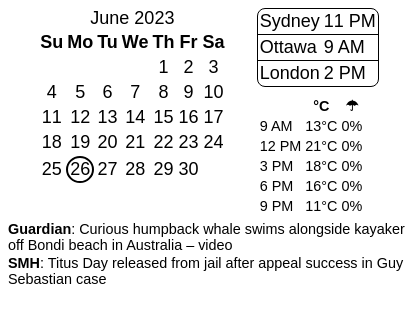 June 2023
Su Mo Tu We Th Fr Sa
1 2 3
4 5 6 7 8 9 10
11 12 13 14 15 16 17
18 19 20 21 22 23 24
25 26 27 28 29 30
Sydney 11 PM
Ottawa 9 AM
London 2 PM
°C ☂
9 AM 13°C 0%
12 PM 21°C 0%
3 PM 18°C 0%
6 PM 16°C 0%
9 PM 11°C 0%
Guardian: Curious humpback whale swims alongside kayaker
off Bondi beach in Australia – video
SMH: Titus Day released from jail after appeal success in Guy
Sebastian case